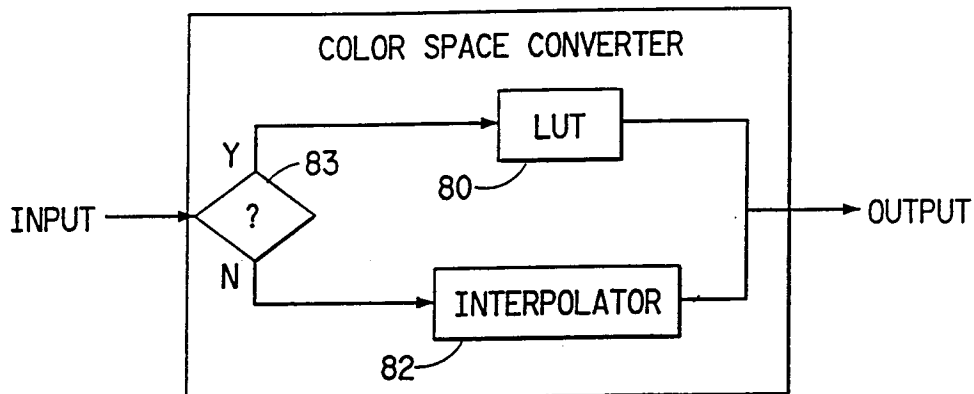 COLOR SPACE CONVERTER
LUT
80
Y
83
INPUT
?
OUTPUT
N
INTERPOLATOR
82